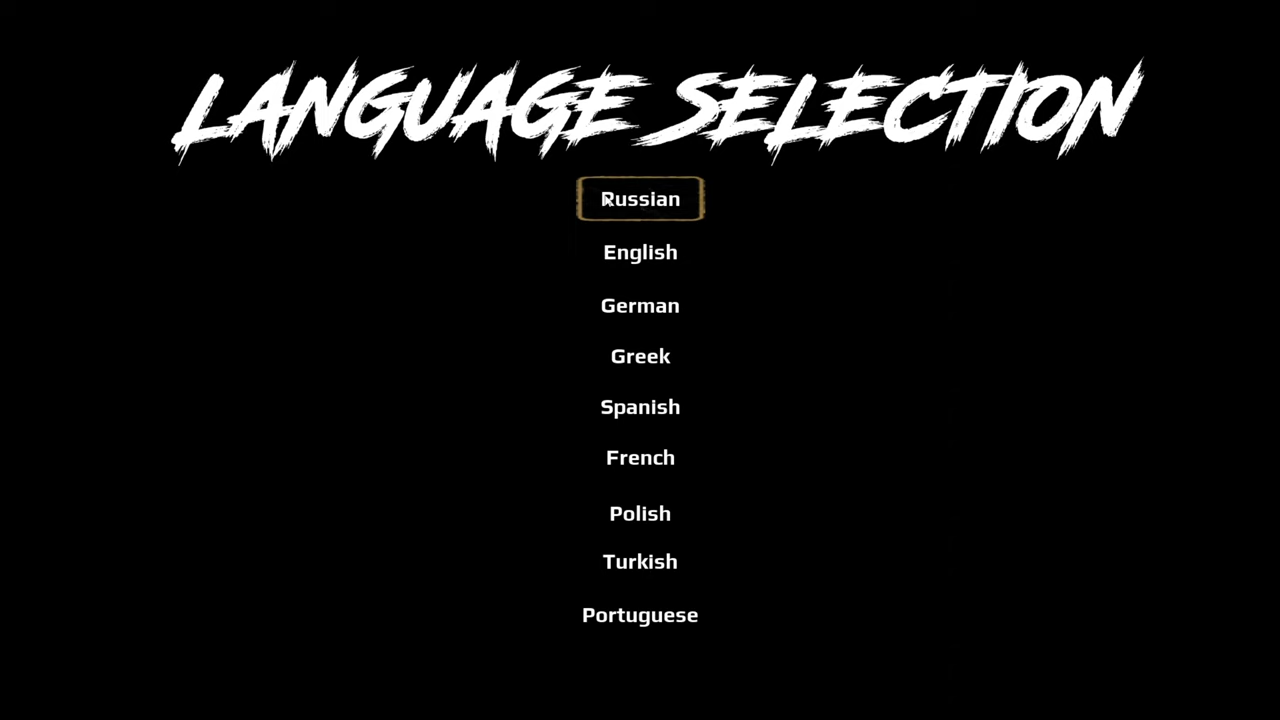 LANGUAGE SELECTION
Russian
English
German
Greek
Spanish
French
Polish
Turkish
Portuguese